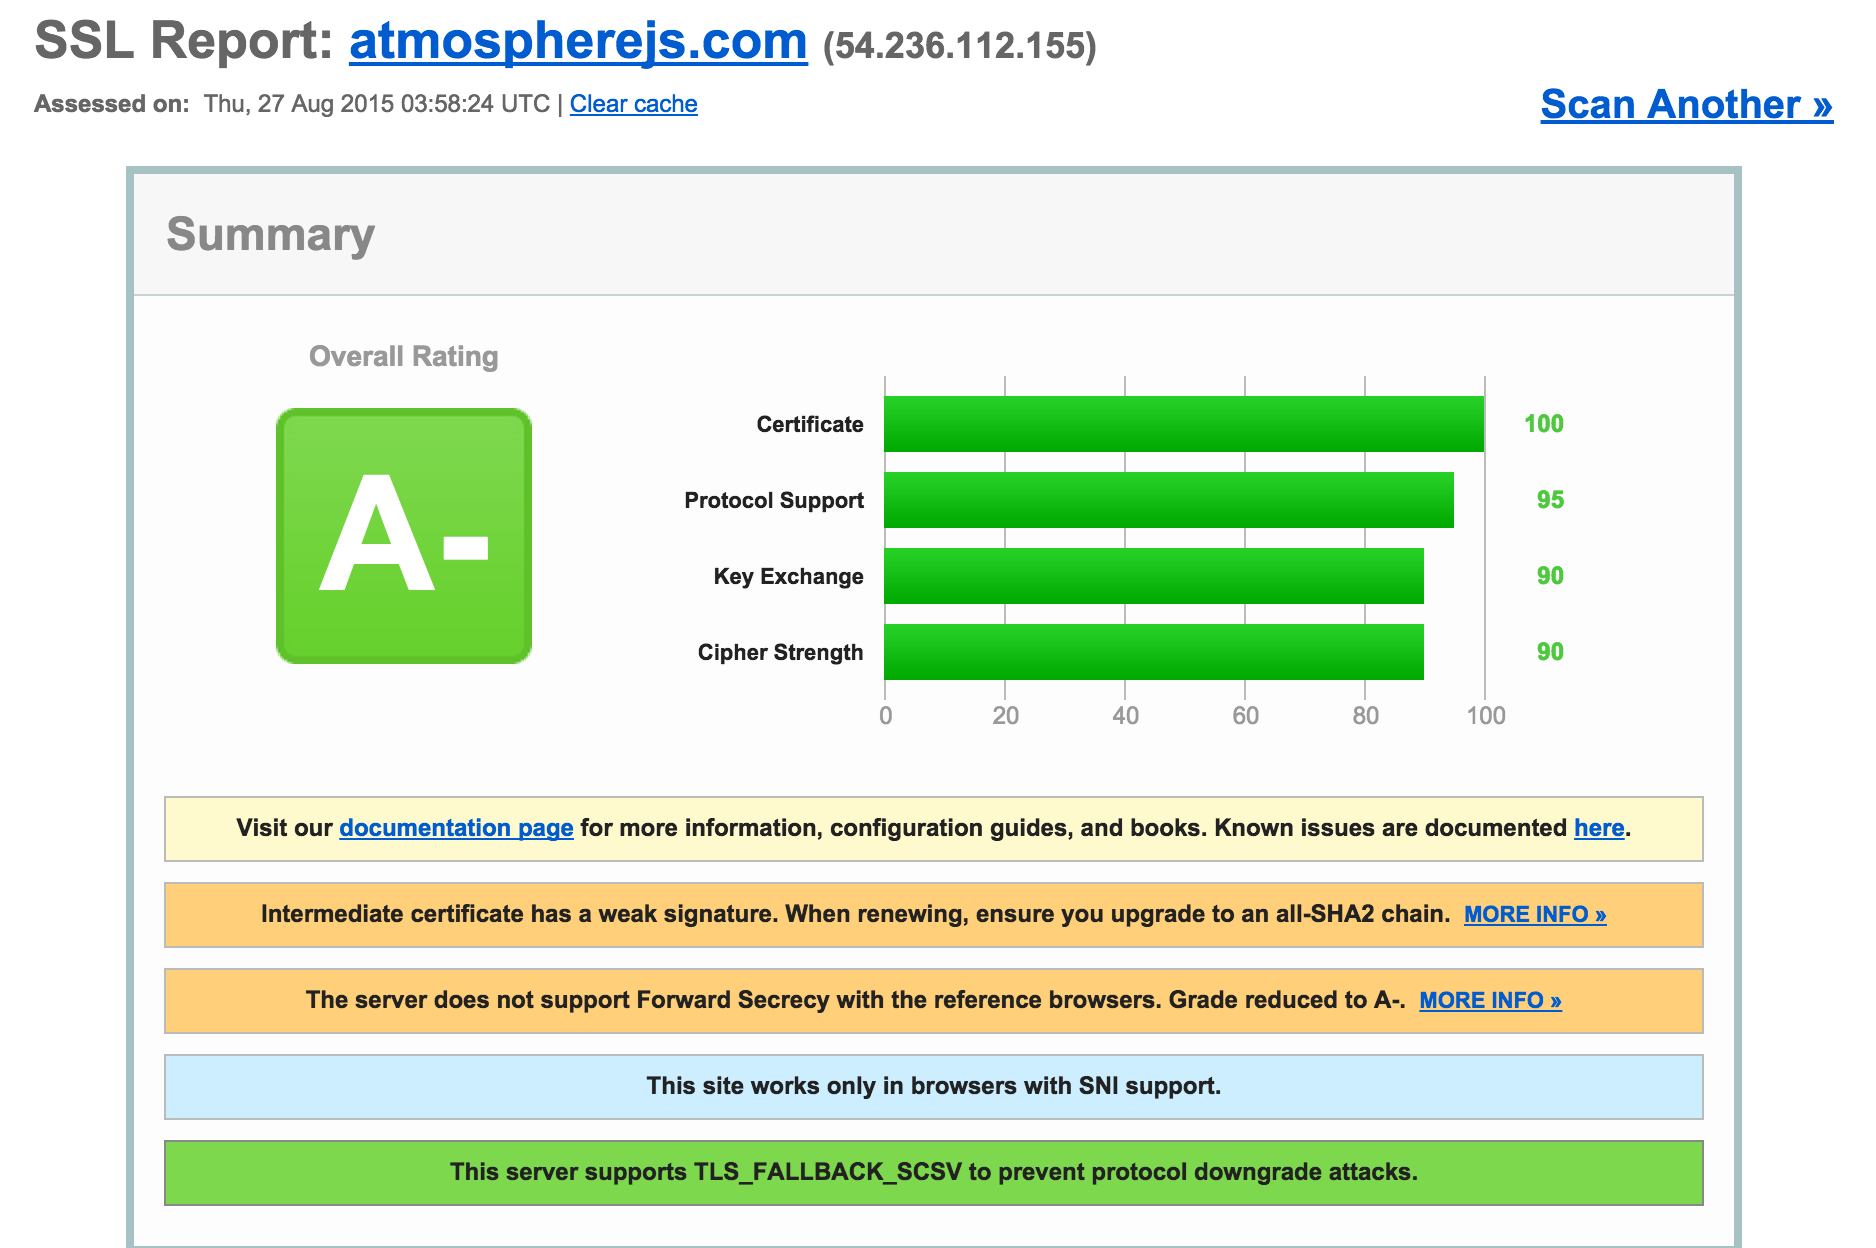 SSL Report: atmospherejs.com (54.236.112.155)
Assessed on: Thu, 27 Aug 2015 03:58:24 UTC | Clear cache
Scan Another »
Summary
Overall Rating
A-
Certificate 100
Protocol Support 95
Key Exchange 90
Cipher Strength 90
0 20 40 60 80 100
Visit our documentation page for more information, configuration guides, and books. Known issues are documented here.
Intermediate certificate has a weak signature. When renewing, ensure you upgrade to an all-SHA2 chain. MORE INFO »
The server does not support Forward Secrecy with the reference browsers. Grade reduced to A-. MORE INFO »
This site works only in browsers with SNI support.
This server supports TLS_FALLBACK_SCSV to prevent protocol downgrade attacks.